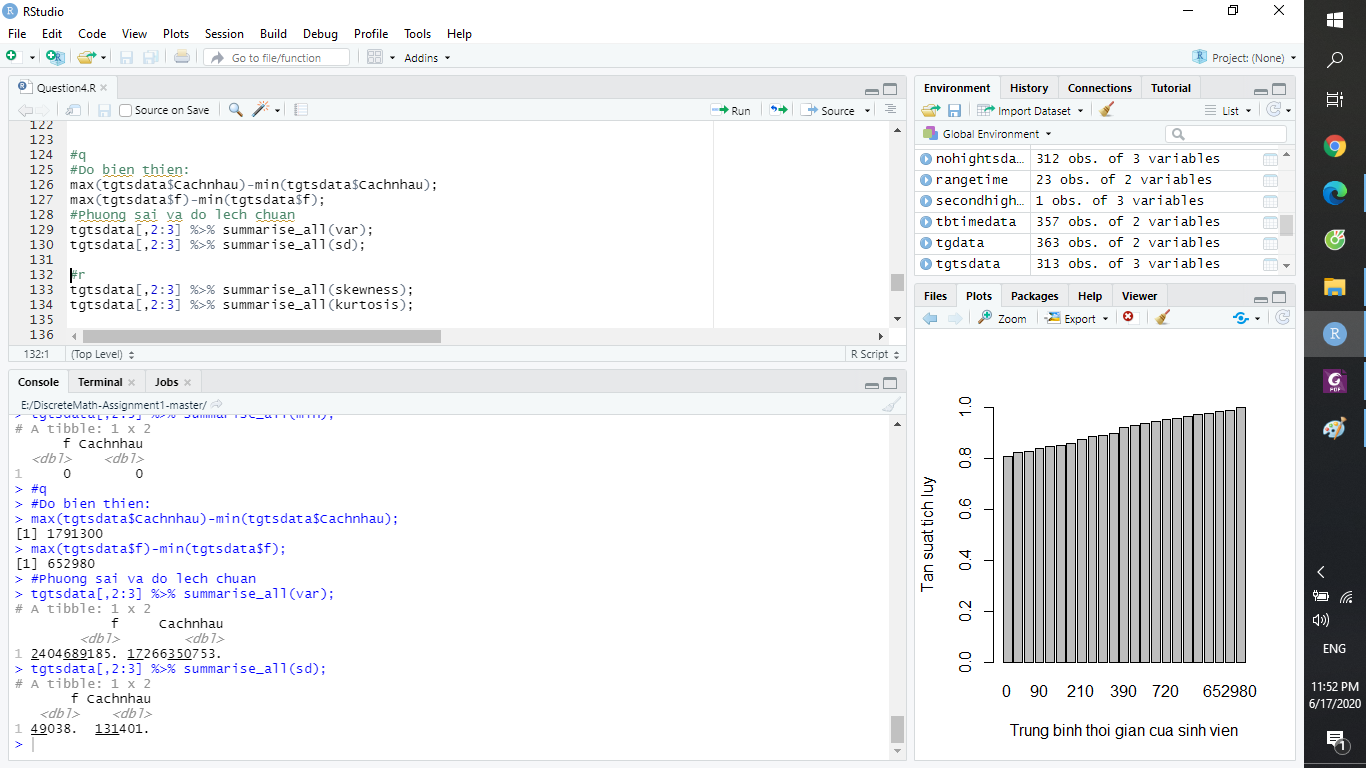 RStudio
File Edit Code View Plots Session Build Debug Profile Tools Help
Go to file/function Addins Project: (None)
Question4.R
Source on Save Run Source
122
123
124 #q
125 #Do bien thien:
126 max(tgtsdata$Cachnhau)-min(tgtsdata$Cachnhau);
127 max(tgtsdata$f)-min(tgtsdata$f);
128 #Phuong sai va do lech chuan
129 tgtsdata[,2:3] %>% summarise_all(var);
130 tgtsdata[,2:3] %>% summarise_all(sd);
131
132 #r
133 tgtsdata[,2:3] %>% summarise_all(skewness);
134 tgtsdata[,2:3] %>% summarise_all(kurtosis);
135
136
132:1 (Top Level) R Script
Console Terminal Jobs
E:/DiscreteMath-Assignment1-master/
> tgtsdata[,2:3] %>% summarise_all(min);
# A tibble: 1 x 2
f Cachnhau
<dbl> <dbl>
1 0 0
> #q
> #Do bien thien:
> max(tgtsdata$Cachnhau)-min(tgtsdata$Cachnhau);
[1] 1791300
> max(tgtsdata$f)-min(tgtsdata$f);
[1] 652980
> #Phuong sai va do lech chuan
> tgtsdata[,2:3] %>% summarise_all(var);
# A tibble: 1 x 2
f Cachnhau
<dbl> <dbl>
1 2404689185. 17266350753.
> tgtsdata[,2:3] %>% summarise_all(sd);
# A tibble: 1 x 2
f Cachnhau
<dbl> <dbl>
1 49038. 131401.
>
Environment History Connections Tutorial
Import Dataset List
Global Environment
nohightsda... 312 obs. of 3 variables
rangetime 23 obs. of 2 variables
secondhigh... 1 obs. of 3 variables
tbtimedata 357 obs. of 2 variables
tgdata 363 obs. of 2 variables
tgtsdata 313 obs. of 3 variables
Files Plots Packages Help Viewer
Zoom Export
Tan suat tich luy
1.0
0.8
0.6
0.4
0.2
0.0
0 90 210 390 720 652980
Trung binh thoi gian cua sinh vien
PDF
ENG
11:52 PM
6/17/2020
1